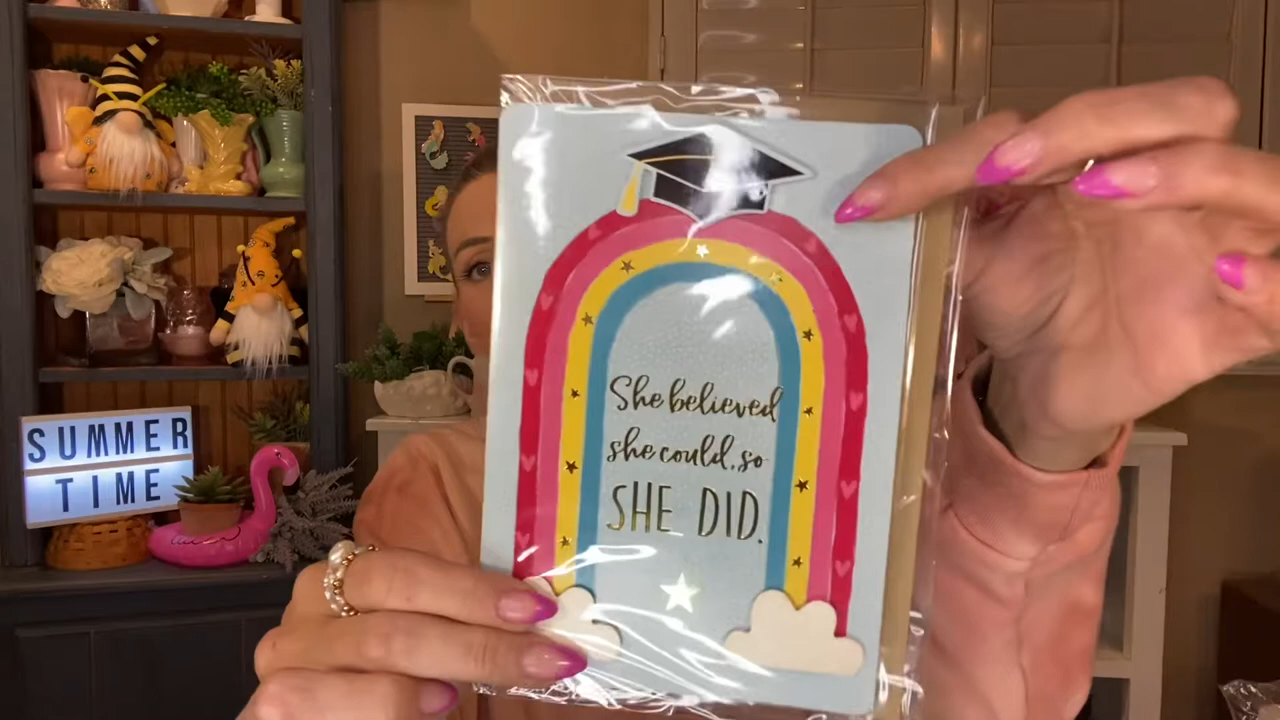 SUMMER
TIME
She believed
she could, so
SHE DID.